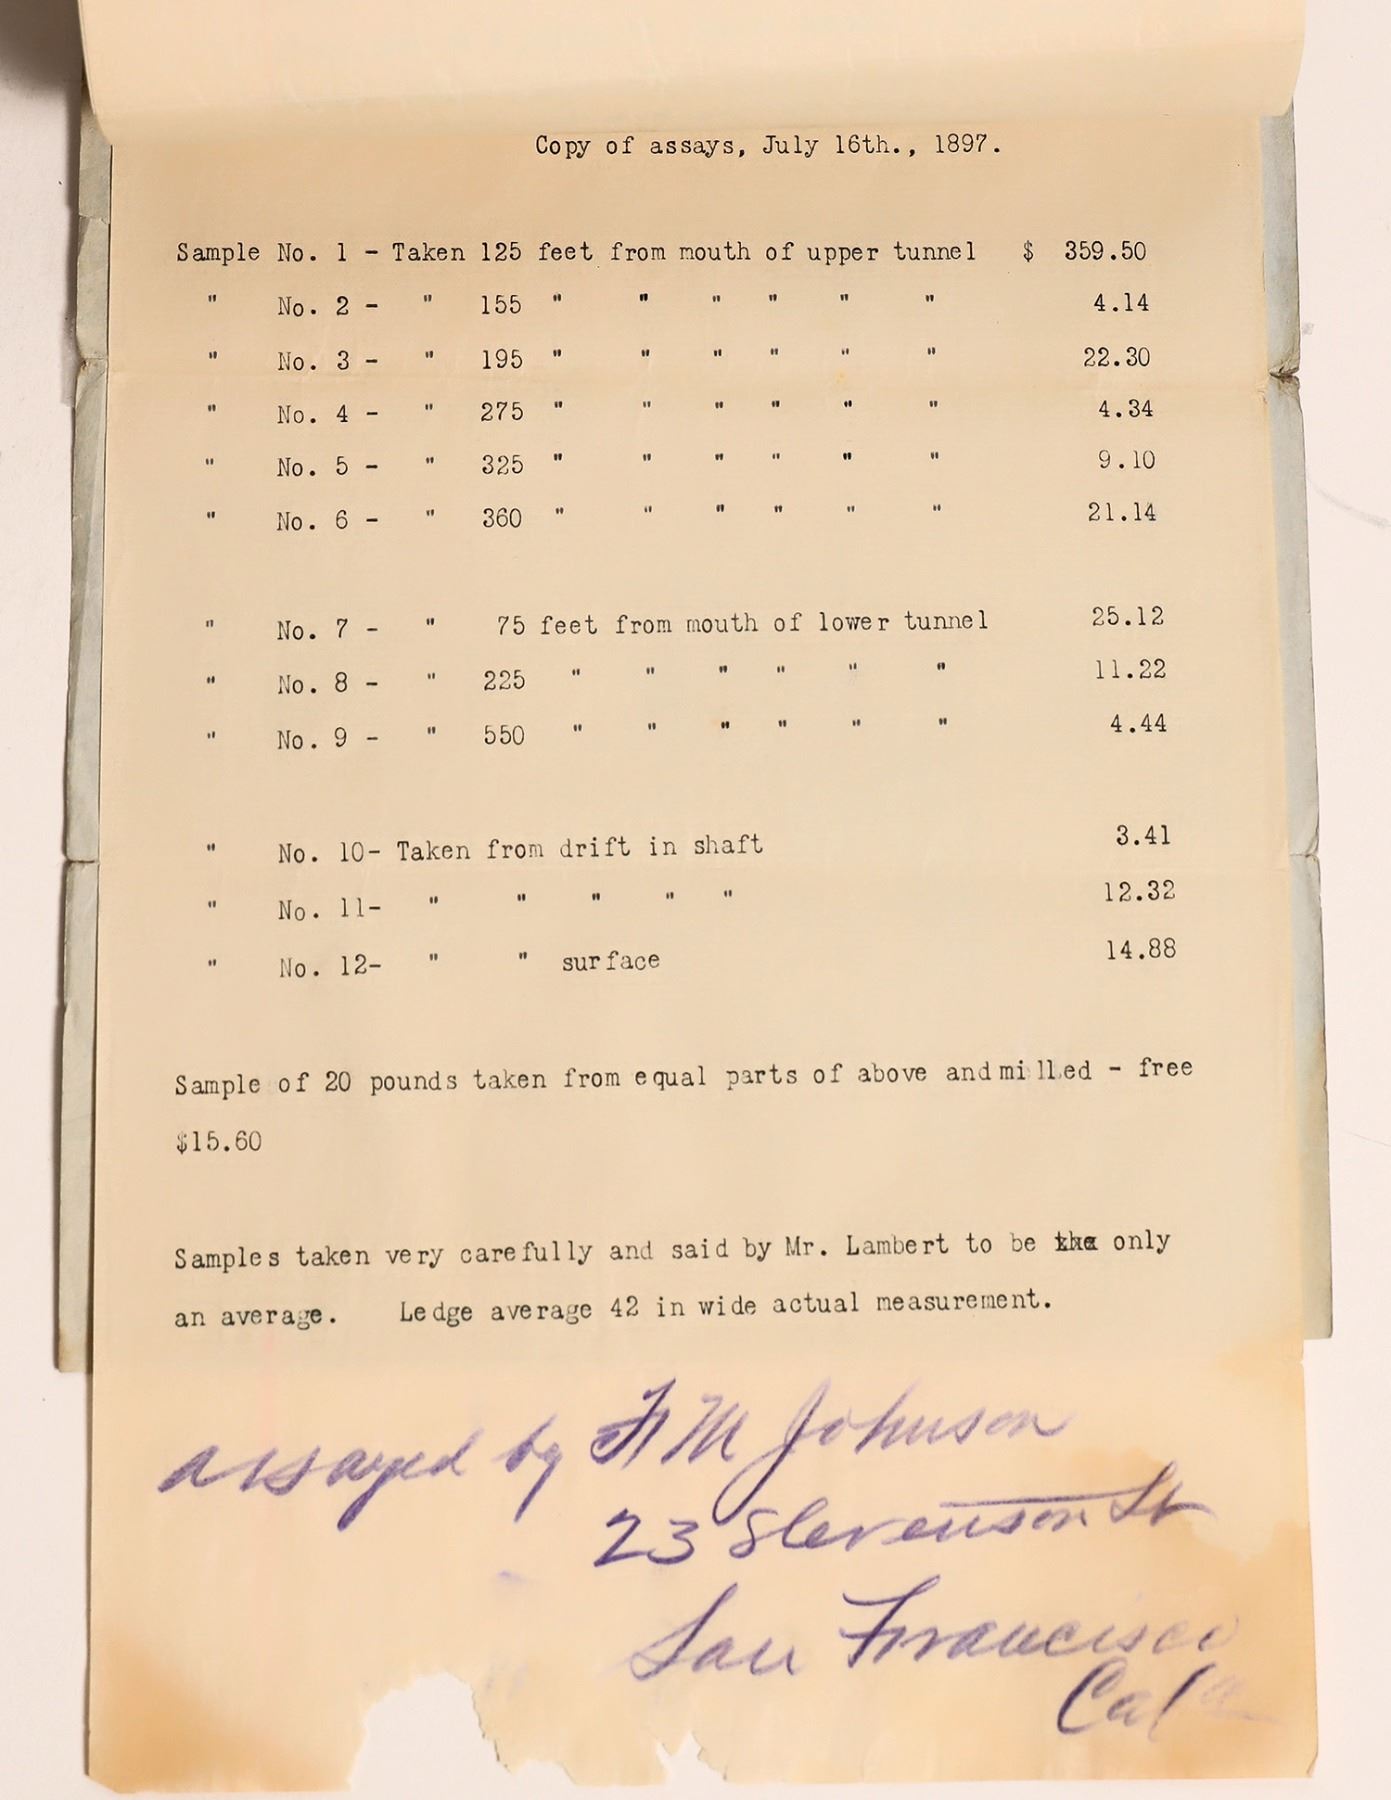 Copy of assays, July 16th., 1897.
Sample No. 1 - Taken 125 feet from mouth of upper tunnel $ 359.50
" No. 2 - " 155 " " " " " " 4.14
" No. 3 - " 195 " " " " " " 22.30
" No. 4 - " 275 " " " " " " 4.34
" No. 5 - " 325 " " " " " " 9.10
" No. 6 - " 360 " " " " " " 21.14
" No. 7 - " 75 feet from mouth of lower tunnel 25.12
" No. 8 - " 225 " " " " " " 11.22
" No. 9 - " 550 " " " " " " 4.44
" No. 10- Taken from drift in shaft 3.41
" No. 11- " " " " " 12.32
" No. 12- " " surface 14.88
Sample of 20 pounds taken from equal parts of above and milled - free
$15.60
Samples taken very carefully and said by Mr. Lambert to be the only
an average. Ledge average 42 in wide actual measurement.
assayed by M Johnson
23 Stevenson St
San Francisco
Cal